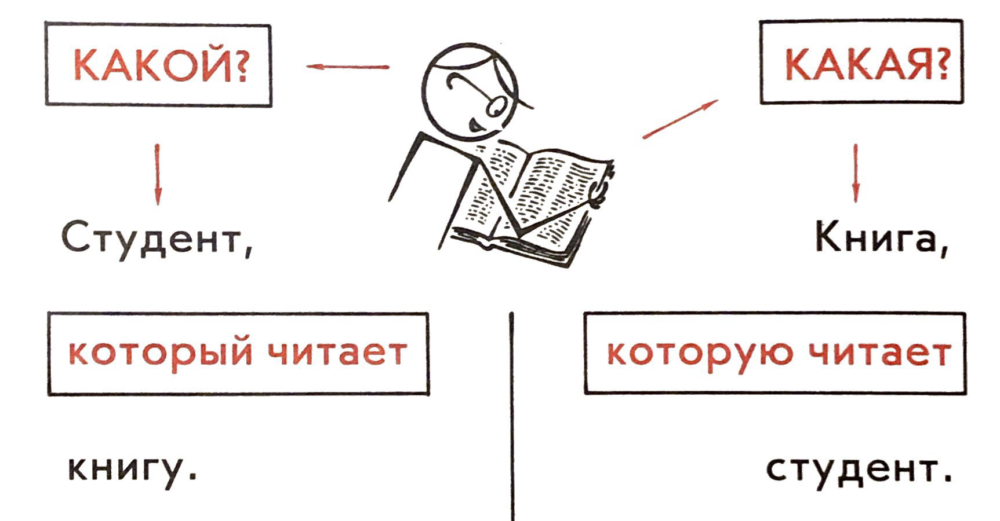 КАКОЙ?
Студент,
который читает
книгу.
КАКАЯ?
Книга,
которую читает
студент.